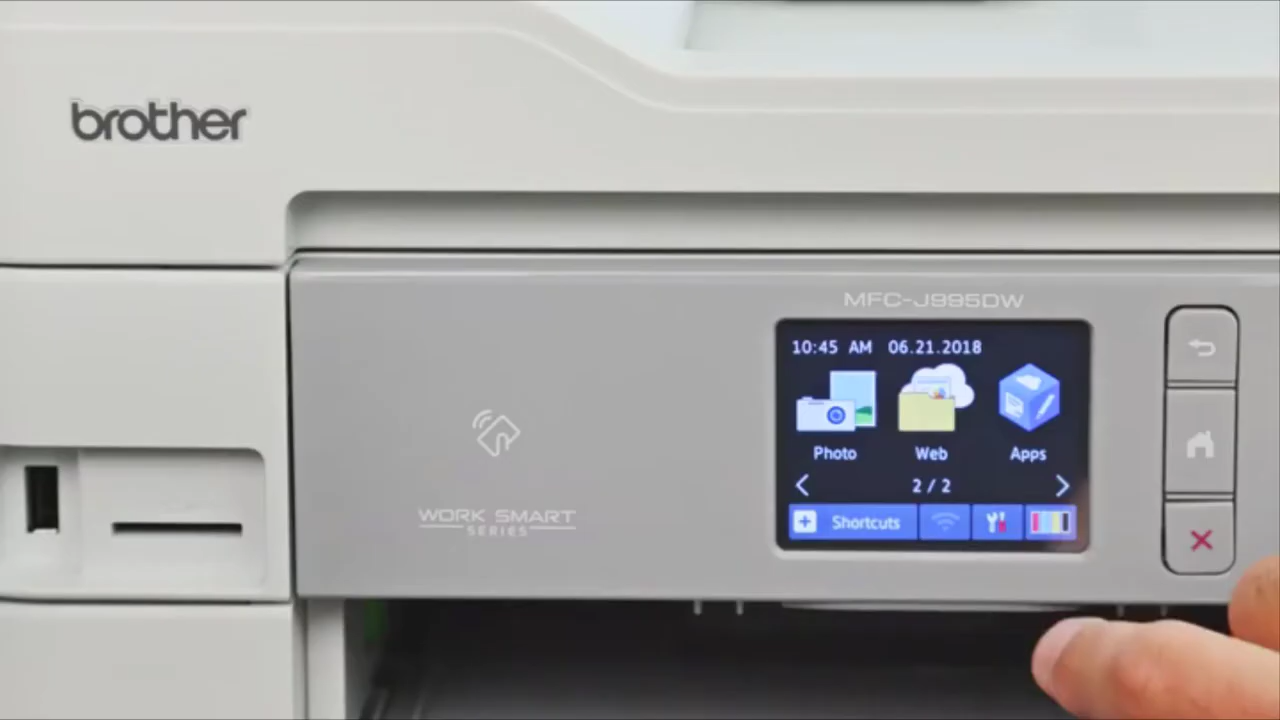 brother
MFC-J995DW
10:45 AM 06.21.2018
Photo Web Apps
2 / 2
Shortcuts
WORK SMART
SERIES